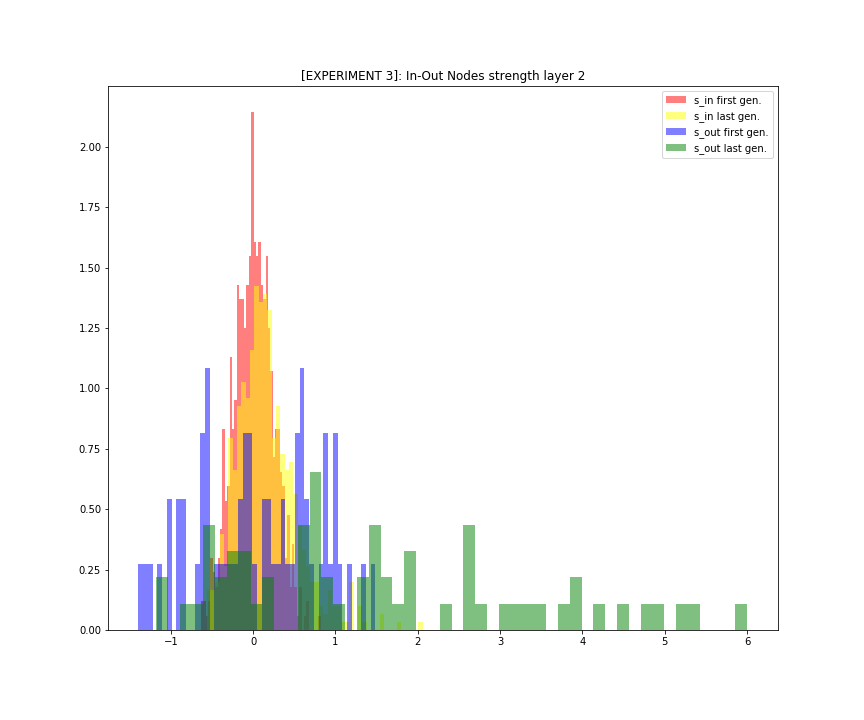 [EXPERIMENT 3]: In-Out Nodes strength layer 2
s_in first gen.
s_in last gen.
s_out first gen.
s_out last gen.
2.00
1.75
1.50
1.25
1.00
0.75
0.50
0.25
0.00
−1 0 1 2 3 4 5 6